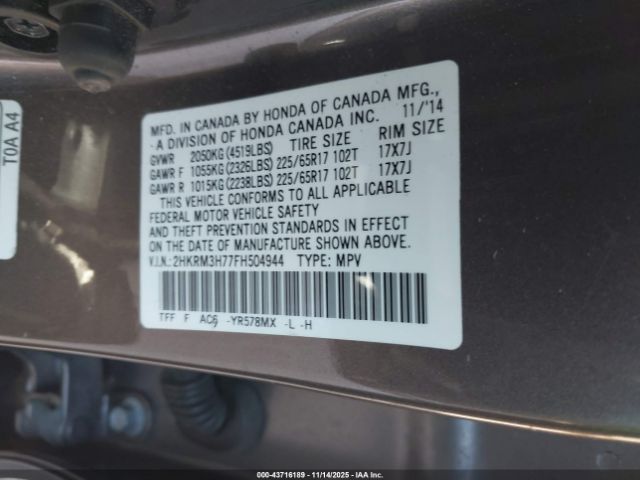 T0A A4
MFD. IN CANADA BY HONDA OF CANADA MFG.,
-A DIVISION OF HONDA CANADA INC. 11/'14
GVWR 2050KG(4519LBS) TIRE SIZE RIM SIZE
GAWR F 1055KG(2326LBS)225/65R17 102T 17X7J
GAWR R 1015KG(2238LBS)225/65R17 102T 17X7J
THIS VEHICLE CONFORMS TO ALL APPLICABLE
FEDERAL MOTOR VEHICLE SAFETY
AND THEFT PREVENTION STANDARDS IN EFFECT
ON THE DATE OF MANUFACTURE SHOWN ABOVE.
V.I.N.:2HKRM3H77FH504944 TYPE: MPV
TFF F -YR578MX -L -H
000-43716189 - 11/14/2025 - IAA Inc.